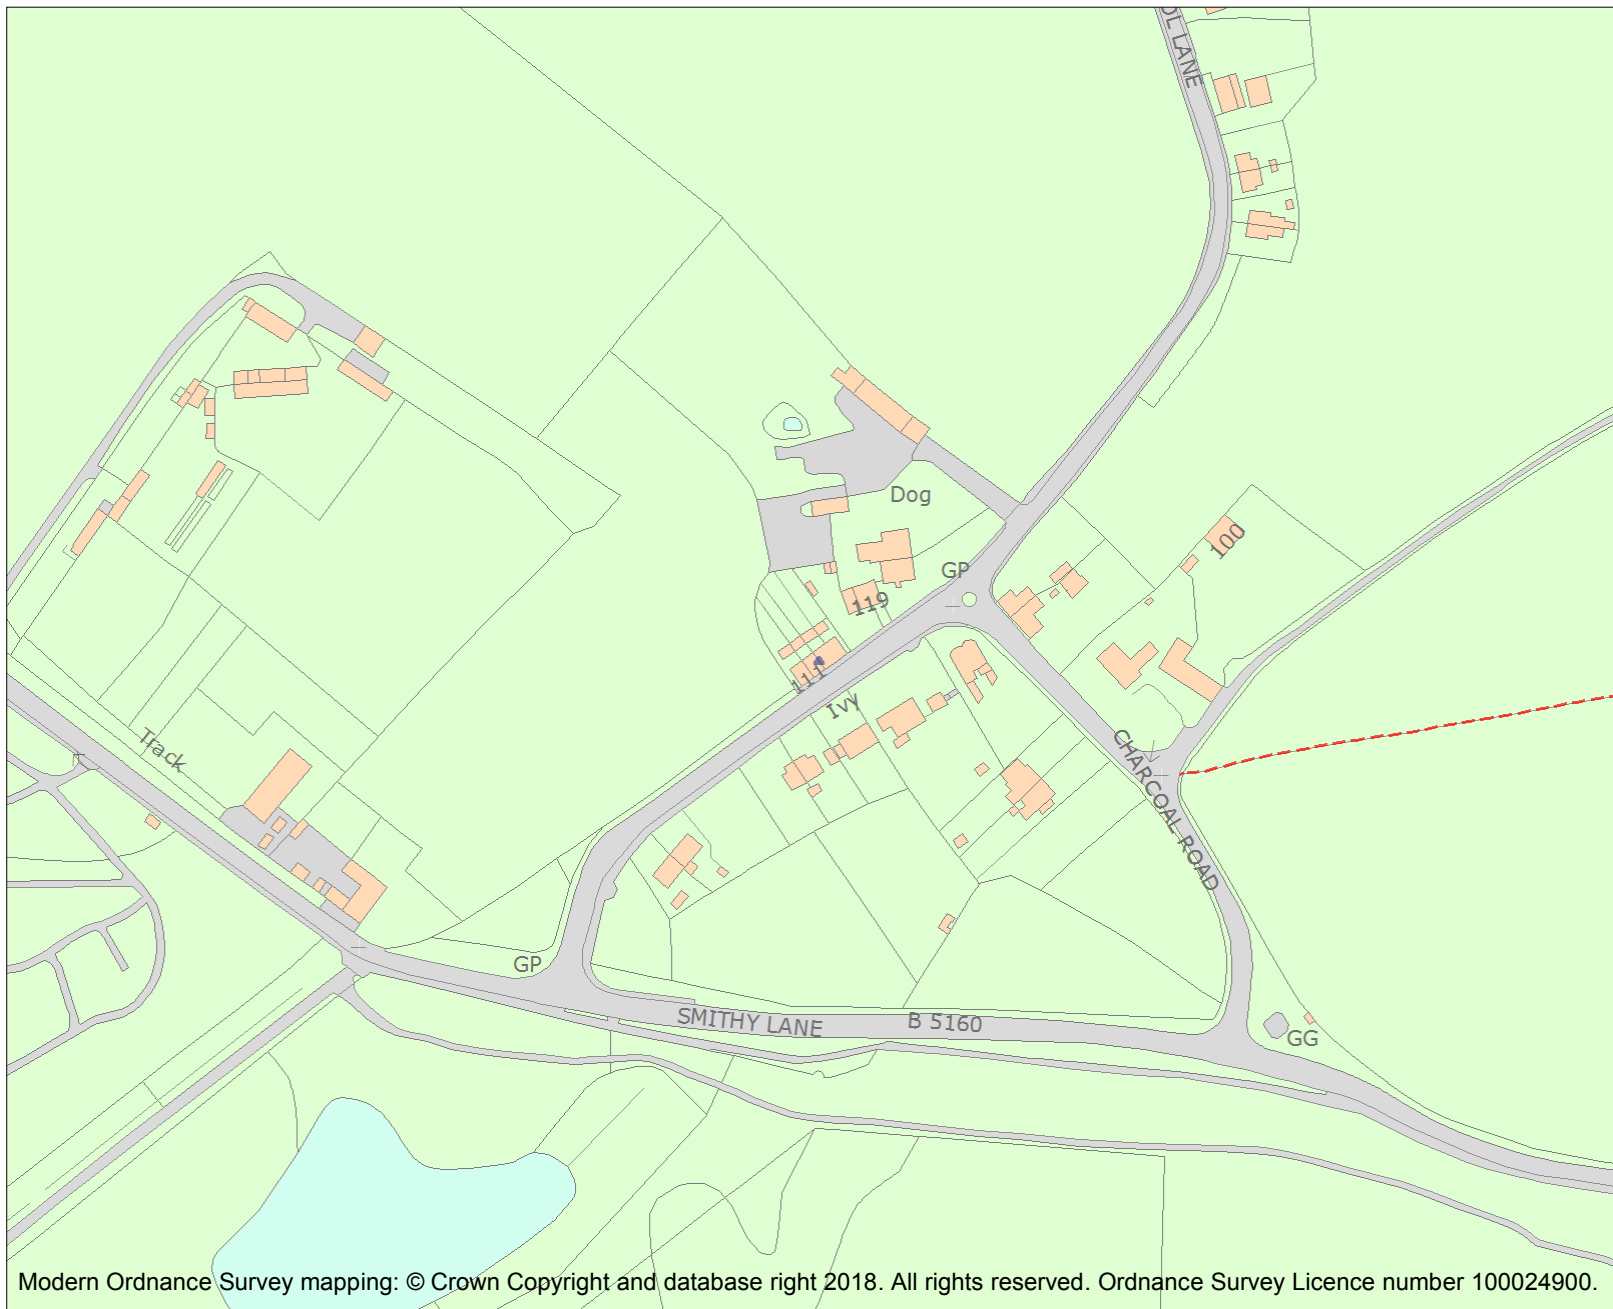 OL LANE
Dog
100
GP
119
111
Ivy
Track
CHARCOAL ROAD
GP
SMITHY LANE
B 5160
GG
Modern Ordnance Survey mapping: © Crown Copyright and database right 2018. All rights reserved. Ordnance Survey Licence number 100024900.